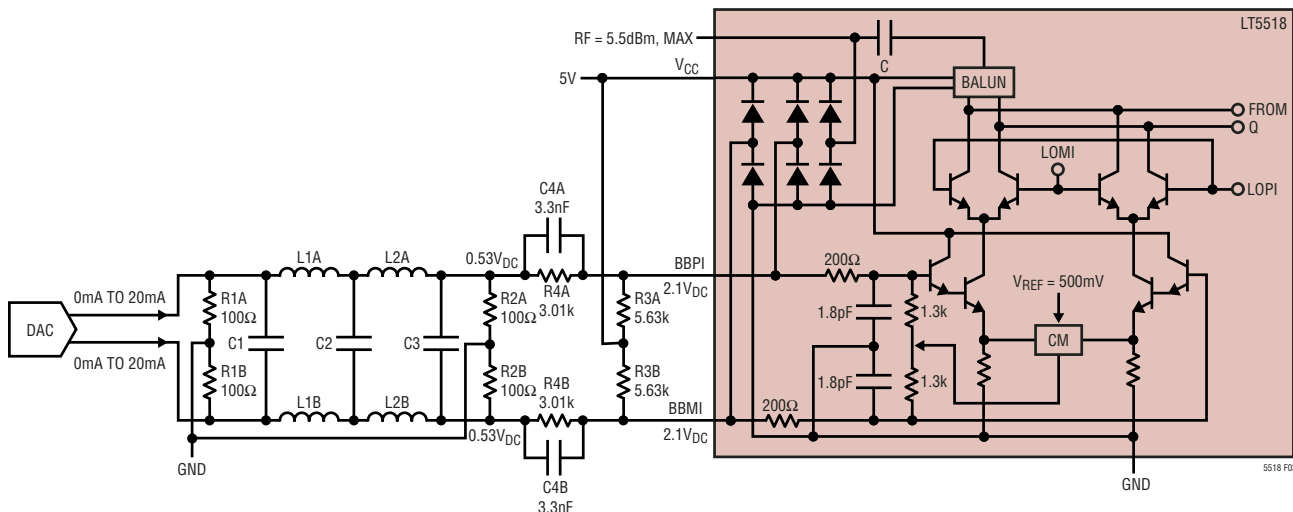 LT5518
RF = 5.5dBm, MAX
C
VCC
5V
BALUN
FROM
Q
LOMI
LOPI
C4A
3.3nF
L1A
L2A
0.53VDC
R4A
3.01k
BBPI
2.1VDC
200Ω
VREF = 500mV
0mA TO 20mA
R1A
100Ω
R2A
100Ω
R3A
5.63k
1.8pF
1.3k
DAC
C1
C2
C3
CM
0mA TO 20mA
R1B
100Ω
R2B
100Ω
R3B
5.63k
1.8pF
1.3k
L1B
L2B
R4B
3.01k
0.53VDC
BBMI
2.1VDC
200Ω
GND
C4B
3.3nF
GND